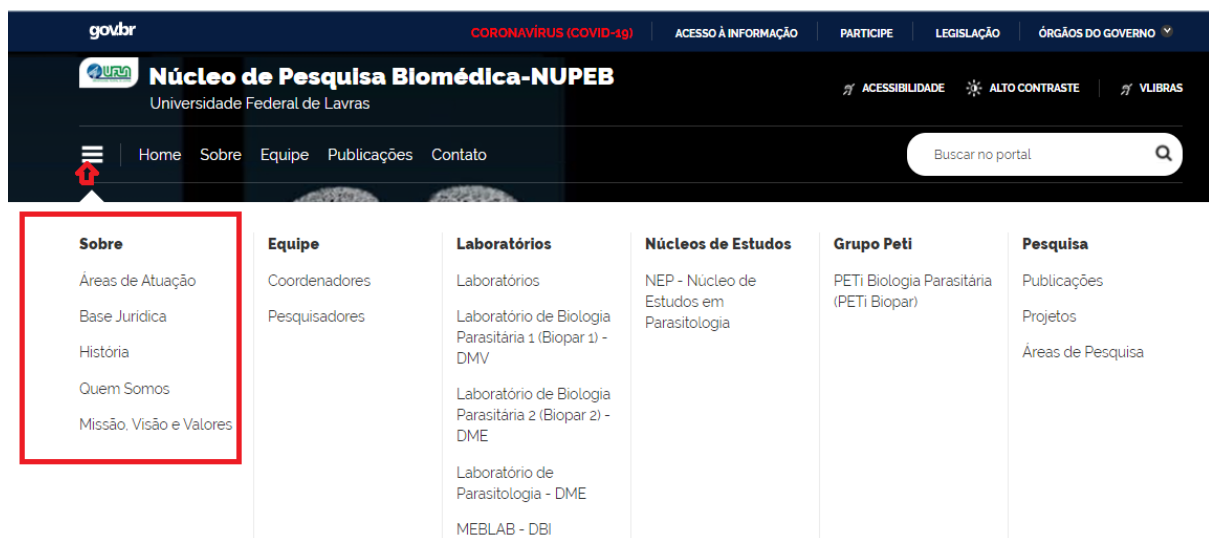 gov.br
CORONAVÍRUS (COVID-19)
ACESSO À INFORMAÇÃO
PARTICIPE
LEGISLAÇÃO
ÓRGÃOS DO GOVERNO
UFLA
Núcleo de Pesquisa Biomédica-NUPEB
Universidade Federal de Lavras
ACESSIBILIDADE
ALTO CONTRASTE
VLIBRAS
Home Sobre Equipe Publicações Contato
Buscar no portal
Sobre
Áreas de Atuação
Base Juridica
História
Quem Somos
Missão, Visão e Valores
Equipe
Coordenadores
Pesquisadores
Laboratórios
Laboratórios
Laboratório de Biologia
Parasitária 1 (Biopar 1) -
DMV
Laboratório de Biologia
Parasitária 2 (Biopar 2) -
DME
Laboratório de
Parasitologia - DME
MEBLAB - DBI
Núcleos de Estudos
NEP - Núcleo de
Estudos em
Parasitologia
Grupo Peti
PETi Biologia Parasitária
(PETi Biopar)
Pesquisa
Publicações
Projetos
Áreas de Pesquisa